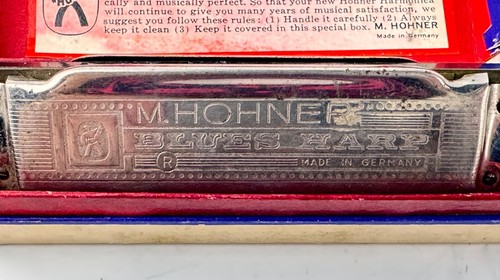 cally and musically perfect. So that your new Hohner Harmonica
will continue to give you many years of musical satisfaction, we
suggest you follow these rules: (1) Handle it carefully (2) Always
keep it clean (3) Keep it covered in this special box. M. HOHNER
Made in Germany
M. HOHNER
BLUES HARP
® MADE IN GERMANY